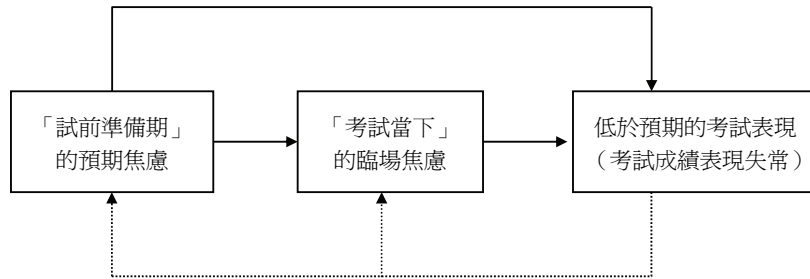 「試前準備期」
的預期焦慮
「考試當下」
的臨場焦慮
低於預期的考試表現
（考試成績表現失常）